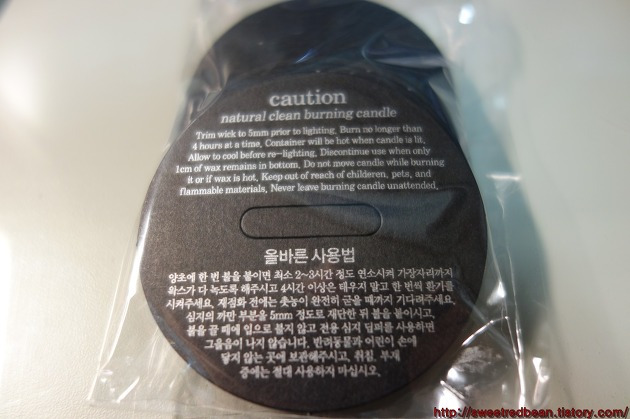 caution
natural clean burning candle
Trim wick to 5mm prior to lighting, Burn no longer than
4 hours at a time, Container will be hot when candle is lit,
Allow to cool before re-lighting, Discontinue use when only
1cm of wax remains in bottom, Do not move candle while burning
it or if wax is hot, Keep out of reach of childeren, pets, and
flammable materials, Never leave burning candle unattended,
올바른 사용법
양초에 한 번 불을 붙이면 최소 2~3시간 정도 연소시켜 가장자리까지
왁스가 다 녹도록 해주시고 4시간 이상은 태우지 말고 한 번씩 환기를
시켜주세요. 재점화 전에는 촛농이 완전히 굳을 때까지 기다려주세요.
심지의 까만 부분을 5mm 정도로 재단한 뒤 불을 붙이시고,
불을 끌 때에 입으로 불지 않고 전용 심지 딥퍼를 사용하면
그을음이 나지 않습니다. 반려동물과 어린이 손에
닿지 않는 곳에 보관해주시고, 취침, 부재
중에는 절대 사용하지 마십시오.
http://sweetredbean.tistory.com/